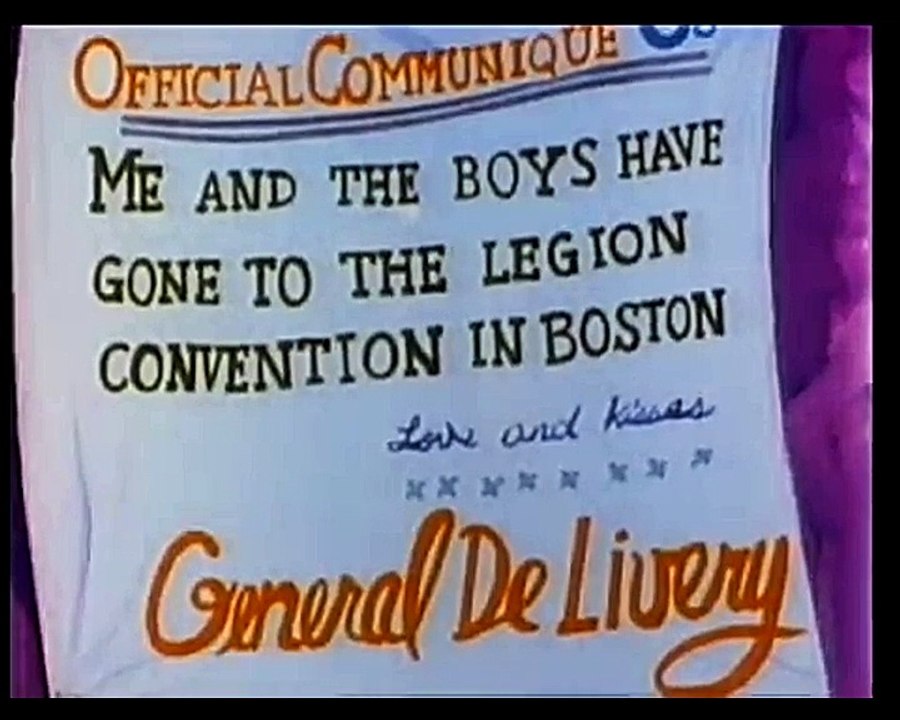 OFFICIAL COMMUNIQUE
ME AND THE BOYS HAVE
GONE TO THE LEGION
CONVENTION IN BOSTON
Love and kisses
x x x x x x x x
General De Livery